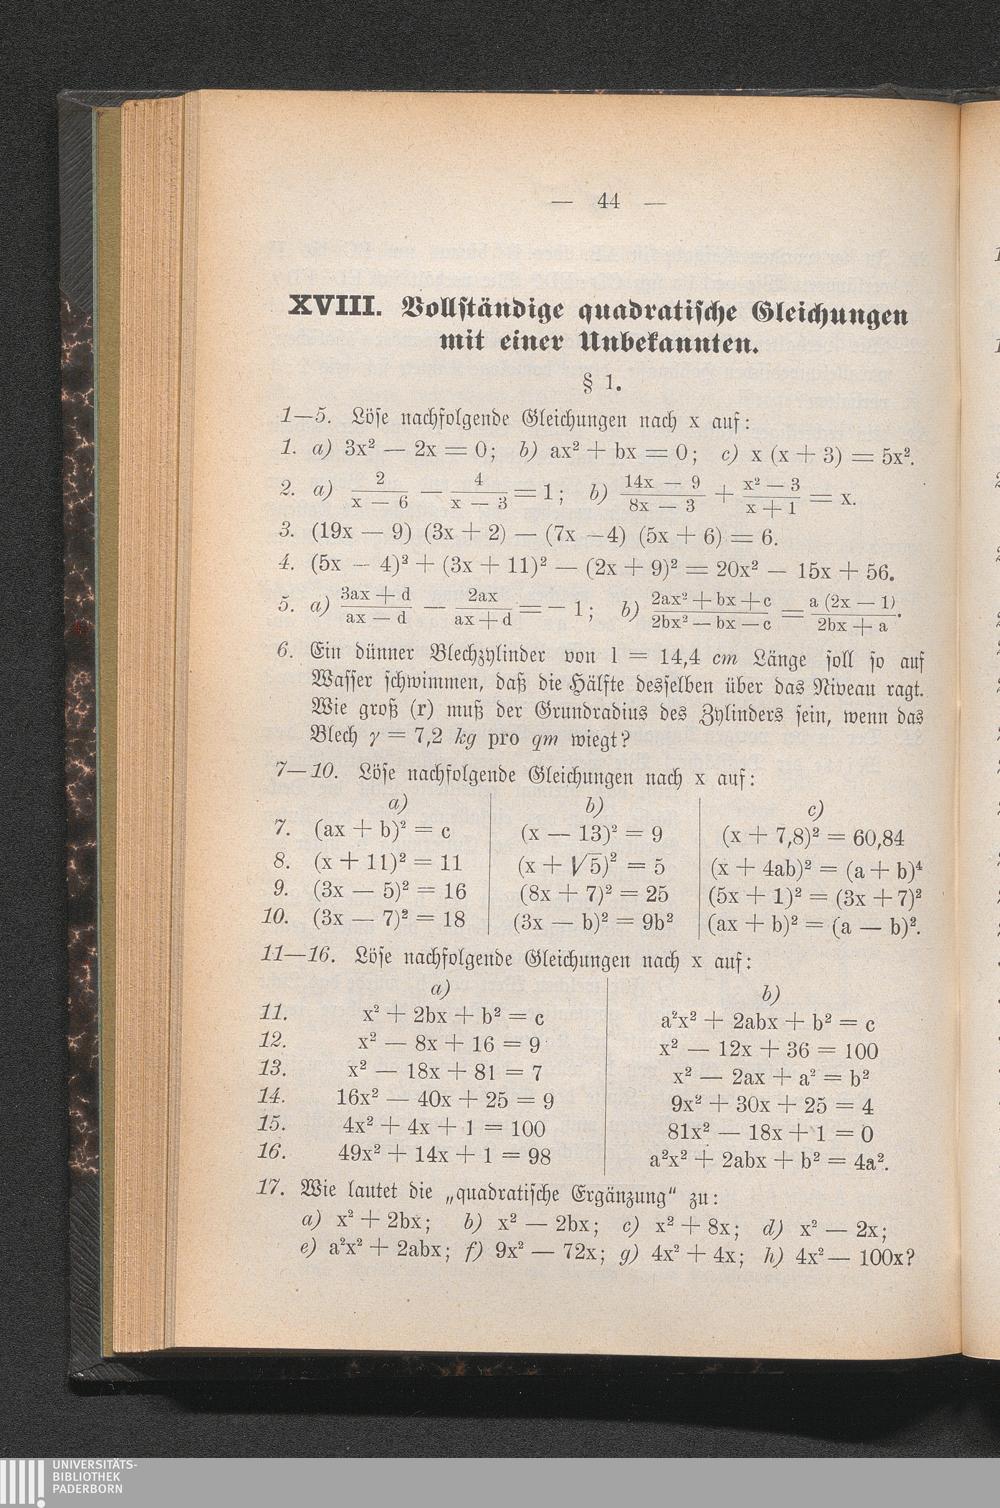 — 44 —
XVIII. Vollständige quadratische Gleichungen
mit einer Unbekannten.
§ 1.
1—5. Löse nachfolgende Gleichungen nach x auf:
1. a) 3x² — 2x = 0; b) ax² + bx = 0; c) x (x + 3) = 5x².
2. a) 2/(x — 6) — 4/(x — 3) = 1; b) (14x — 9)/(8x — 3) + (x² — 3)/(x + 1) = x.
3. (19x — 9) (3x + 2) — (7x — 4) (5x + 6) = 6.
4. (5x — 4)² + (3x + 11)² — (2x + 9)² = 20x² — 15x + 56.
5. a) (3ax + d)/(ax — d) — 2ax/(ax + d) = — 1; b) (2ax² + bx + c)/(2bx² — bx — c) = a (2x — 1)/(2bx + a).
6. Ein dünner Blechzylinder von l = 14,4 cm Länge soll so auf
Wasser schwimmen, daß die Hälfte desselben über das Niveau ragt.
Wie groß (r) muß der Grundradius des Zylinders sein, wenn das
Blech γ = 7,2 kg pro qm wiegt?
7—10. Löse nachfolgende Gleichungen nach x auf:
a) b) c)
7. (ax + b)² = c (x — 13)² = 9 (x + 7,8)² = 60,84
8. (x + 11)² = 11 (x + √5)² = 5 (x + 4ab)² = (a + b)⁴
9. (3x — 5)² = 16 (8x + 7)² = 25 (5x + 1)² = (3x + 7)²
10. (3x — 7)² = 18 (3x — b)² = 9b² (ax + b)² = (a — b)².
11—16. Löse nachfolgende Gleichungen nach x auf:
a) b)
11. x² + 2bx + b² = c a²x² + 2abx + b² = c
12. x² — 8x + 16 = 9 x² — 12x + 36 = 100
13. x² — 18x + 81 = 7 x² — 2ax + a² = b²
14. 16x² — 40x + 25 = 9 9x² + 30x + 25 = 4
15. 4x² + 4x + 1 = 100 81x² — 18x + 1 = 0
16. 49x² + 14x + 1 = 98 a²x² + 2abx + b² = 4a².
17. Wie lautet die „quadratische Ergänzung" zu:
a) x² + 2bx; b) x² — 2bx; c) x² + 8x; d) x² — 2x;
e) a²x² + 2abx; f) 9x² — 72x; g) 4x² + 4x; h) 4x² — 100x?
UNIVERSITÄTS-
BIBLIOTHEK
PADERBORN